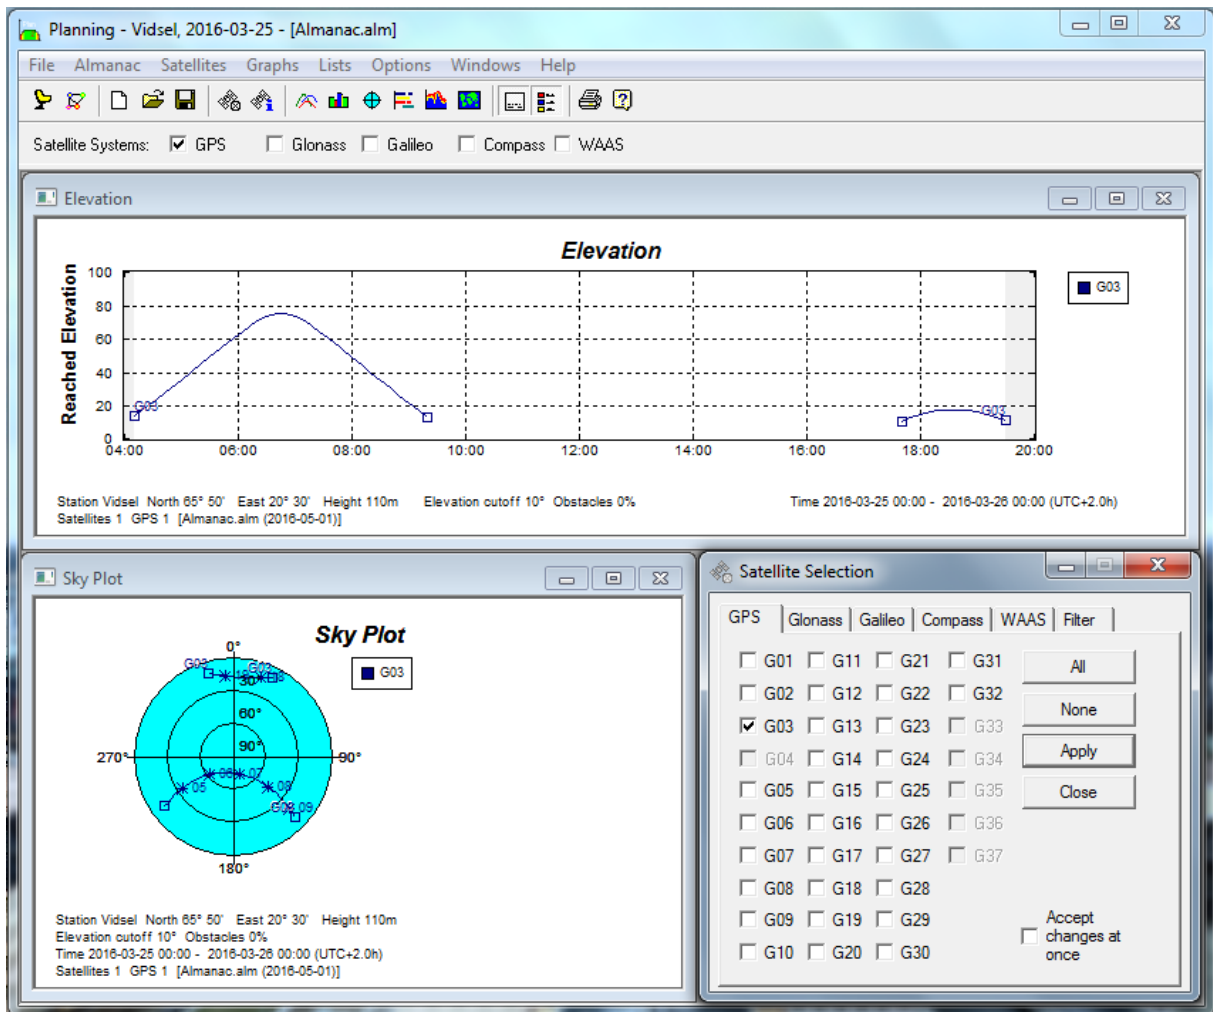 Planning - Vidsel, 2016-03-25 - [Almanac.alm]
File Almanac Satellites Graphs Lists Options Windows Help
Satellite Systems: GPS Glonass Galileo Compass WAAS
Elevation
Elevation
Reached Elevation
100
80
60
40
20
0
G03
G03
G03
04:00 06:00 08:00 10:00 12:00 14:00 16:00 18:00 20:00
Station Vidsel North 65° 50' East 20° 30' Height 110m Elevation cutoff 10° Obstacles 0% Time 2016-03-25 00:00 - 2016-03-26 00:00 (UTC+2.0h)
Satellites 1 GPS 1 [Almanac.alm (2016-05-01)]
Sky Plot
Sky Plot
G03
0°
G03 19 G03 18
30°
60°
90°
270° 90°
05 06 07 08
G03 09
180°
Station Vidsel North 65° 50' East 20° 30' Height 110m
Elevation cutoff 10° Obstacles 0%
Time 2016-03-25 00:00 - 2016-03-26 00:00 (UTC+2.0h)
Satellites 1 GPS 1 [Almanac.alm (2016-05-01)]
Satellite Selection
GPS Glonass Galileo Compass WAAS Filter
G01 G11 G21 G31
G02 G12 G22 G32
G03 G13 G23 G33
G04 G14 G24 G34
G05 G15 G25 G35
G06 G16 G26 G36
G07 G17 G27 G37
G08 G18 G28
G09 G19 G29
G10 G20 G30
All
None
Apply
Close
Accept
changes at
once